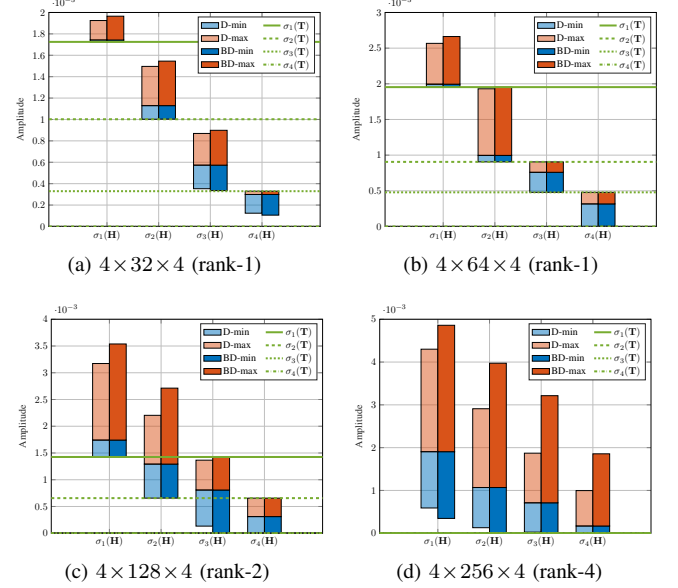 ·10⁻³
2
1.8
1.6
1.4
1.2
1
0.8
0.6
0.4
0.2
0
Amplitude
D-min
D-max
BD-min
BD-max
σ₁(T)
σ₂(T)
σ₃(T)
σ₄(T)
σ₁(H) σ₂(H) σ₃(H) σ₄(H)
(a) 4×32×4 (rank-1)
·10⁻³
3
2.5
2
1.5
1
0.5
0
Amplitude
D-min
D-max
BD-min
BD-max
σ₁(T)
σ₂(T)
σ₃(T)
σ₄(T)
σ₁(H) σ₂(H) σ₃(H) σ₄(H)
(b) 4×64×4 (rank-1)
·10⁻³
4
3.5
3
2.5
2
1.5
1
0.5
0
Amplitude
D-min
D-max
BD-min
BD-max
σ₁(T)
σ₂(T)
σ₃(T)
σ₄(T)
σ₁(H) σ₂(H) σ₃(H) σ₄(H)
(c) 4×128×4 (rank-2)
·10⁻³
5
4
3
2
1
0
Amplitude
D-min
D-max
BD-min
BD-max
σ₁(T)
σ₂(T)
σ₃(T)
σ₄(T)
σ₁(H) σ₂(H) σ₃(H) σ₄(H)
(d) 4×256×4 (rank-4)